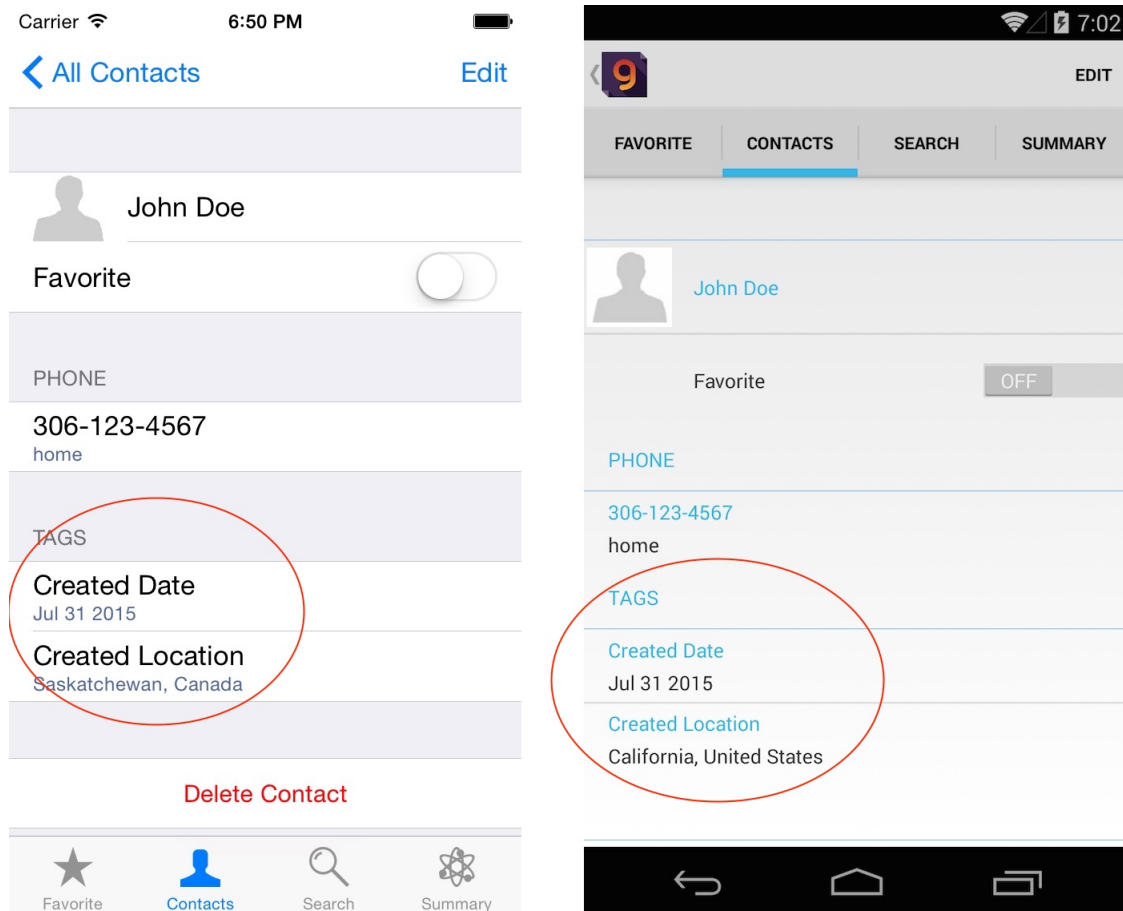 Carrier 6:50 PM
All Contacts Edit
John Doe
Favorite
PHONE
306-123-4567
home
TAGS
Created Date
Jul 31 2015
Created Location
Saskatchewan, Canada
Delete Contact
Favorite Contacts Search Summary
7:02
9 EDIT
FAVORITE CONTACTS SEARCH SUMMARY
John Doe
Favorite OFF
PHONE
306-123-4567
home
TAGS
Created Date
Jul 31 2015
Created Location
California, United States